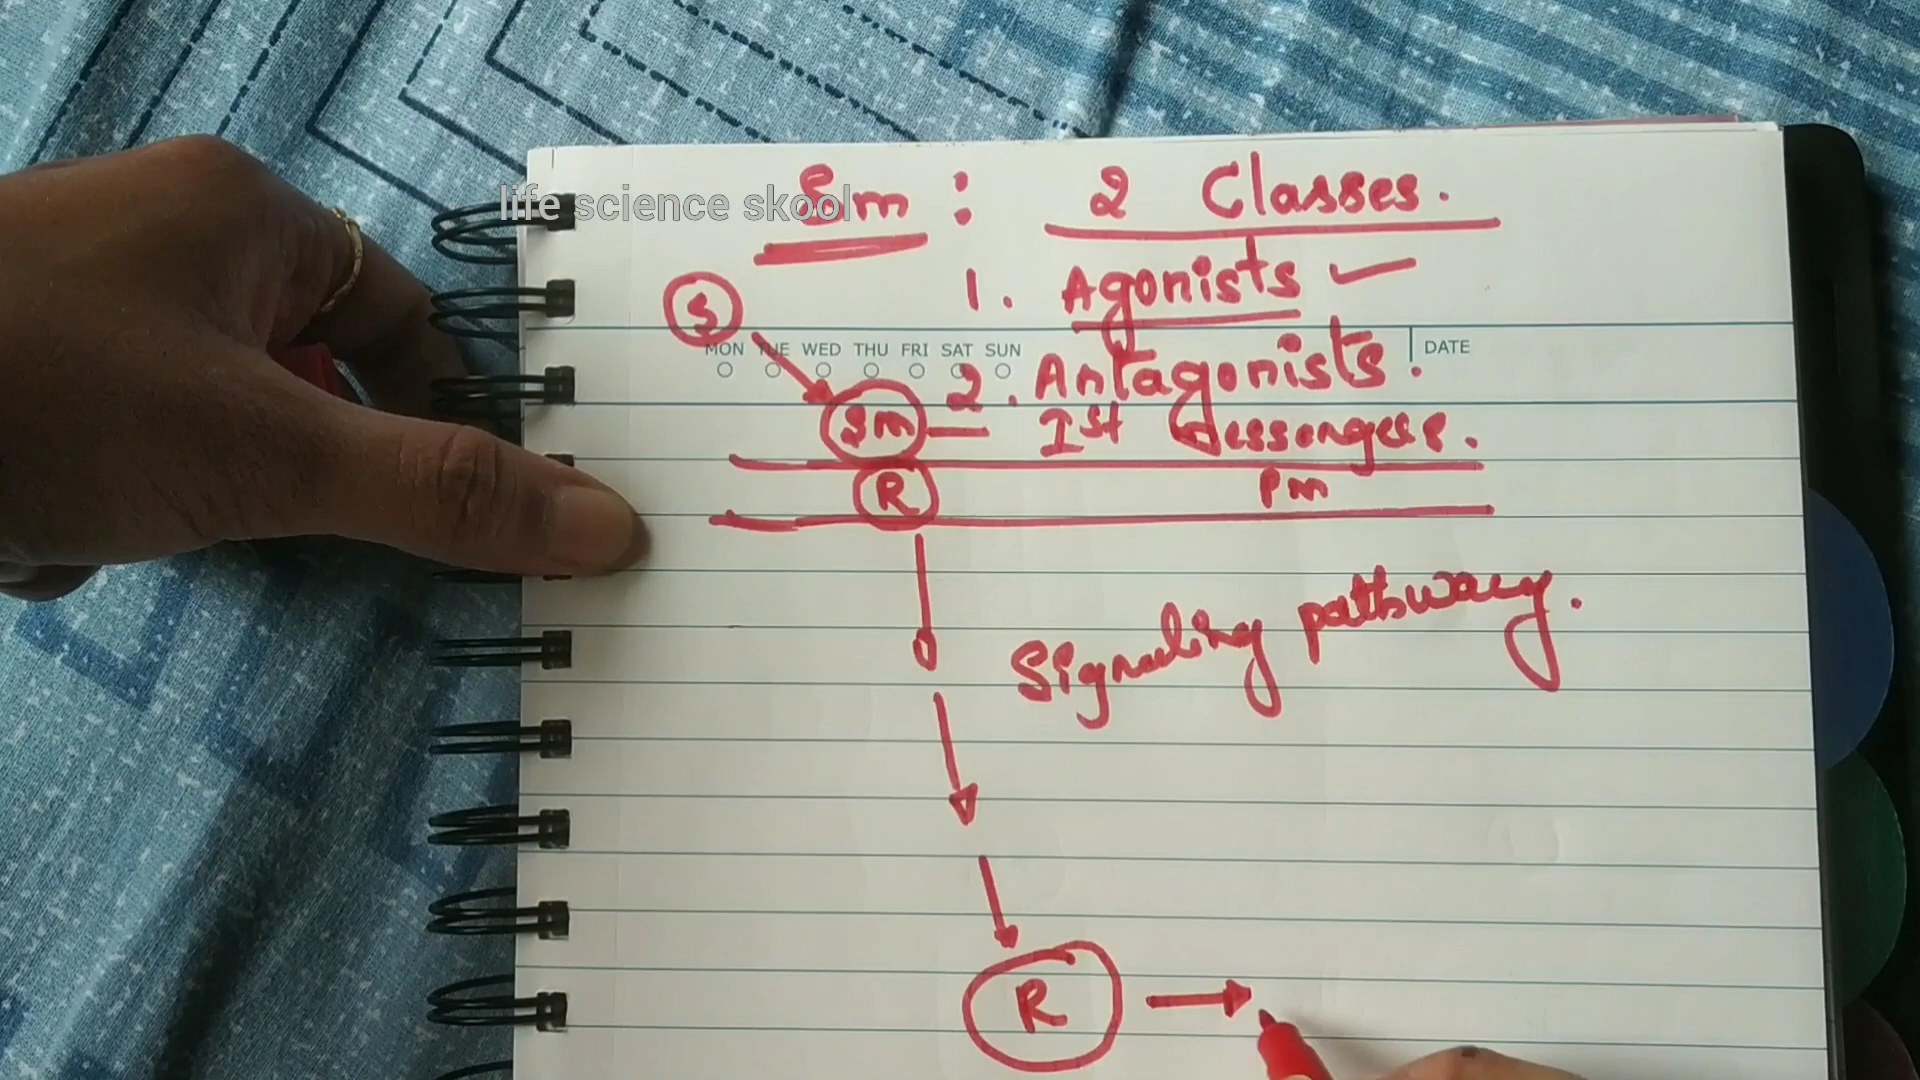 life science skool
Sm : 2 Classes.
1. Agonists
S
MON TUE WED THU FRI SAT SUN
DATE
2. Antagonists.
Sm — Ist Messenger.
R
PM
Signaling pathway.
R